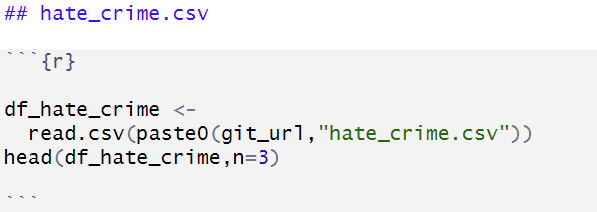 ## hate_crime.csv
```{r}
df_hate_crime <-
  read.csv(paste0(git_url,"hate_crime.csv"))
head(df_hate_crime,n=3)
```